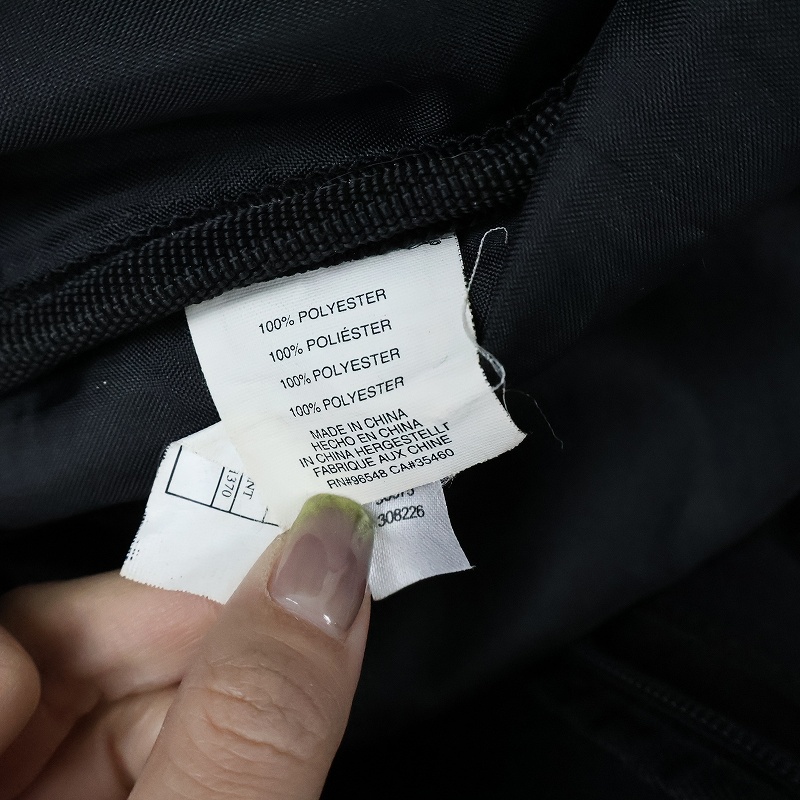 100% POLYESTER
100% POLIÉSTER
100% POLYESTER
100% POLYESTER
MADE IN CHINA
HECHO EN CHINA
IN CHINA HERGESTELLT
FABRIQUE AUX CHINE
RN#96548 CA#35460
308226
1370